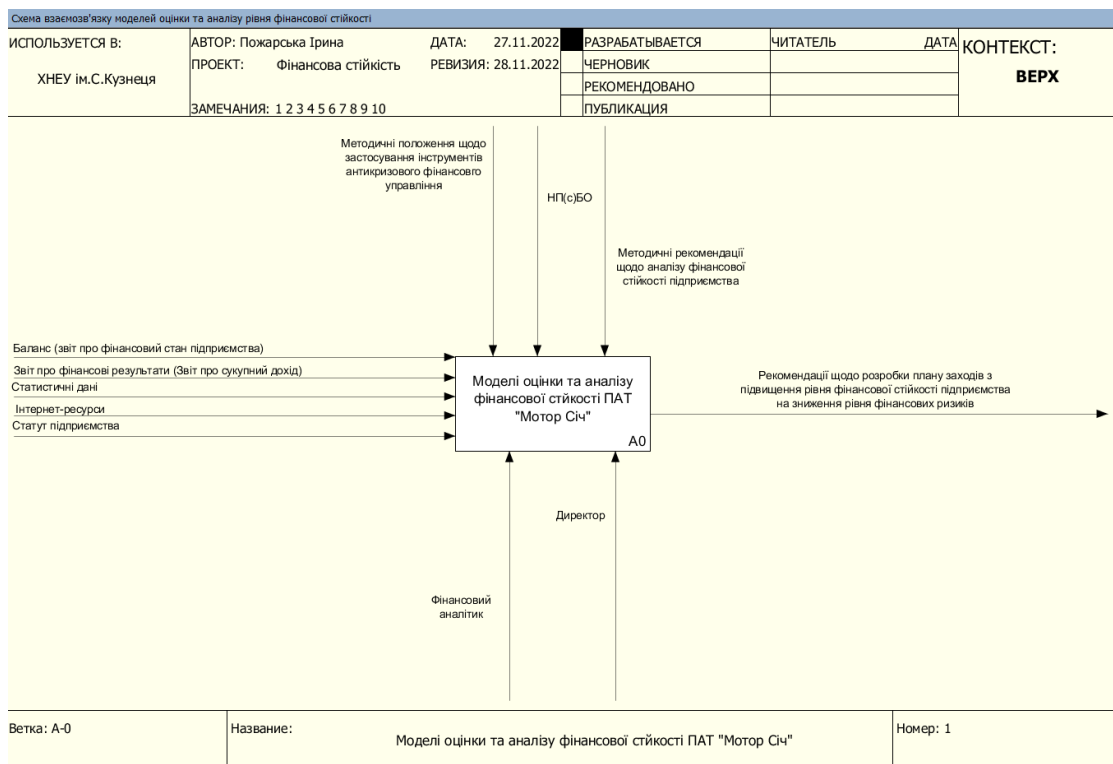 Схема взаємозв'язку моделей оцінки та аналізу рівня фінансової стійкості
ИСПОЛЬЗУЕТСЯ В:
ХНЕУ ім.С.Кузнеця
АВТОР: Пожарська Ірина
ДАТА: 27.11.2022
ПРОЕКТ: Фінансова стійкість
РЕВИЗИЯ: 28.11.2022
ЗАМЕЧАНИЯ: 1 2 3 4 5 6 7 8 9 10
РАЗРАБАТЫВАЕТСЯ
ЧЕРНОВИК
РЕКОМЕНДОВАНО
ПУБЛИКАЦИЯ
ЧИТАТЕЛЬ ДАТА
КОНТЕКСТ:
ВЕРХ
Методичні положення щодо
застосування інструментів
антикризового фінансовго
управління
НП(с)БО
Методичні рекомендації
щодо аналізу фінансової
стійкості підприємства
Баланс (звіт про фінансовий стан підприємства)
Звіт про фінансові результати (Звіт про сукупний дохід)
Статистичні дані
Інтернет-ресурси
Статут підприємства
Моделі оцінки та аналізу
фінансової стйкості ПАТ
"Мотор Січ"
A0
Рекомендації щодо розробки плану заходів з
підвищення рівня фінансової стійкості підприємства
на зниження рівня фінансових ризиків
Директор
Фінансовий
аналітик
Ветка: A-0
Название:
Моделі оцінки та аналізу фінансової стйкості ПАТ "Мотор Січ"
Номер: 1